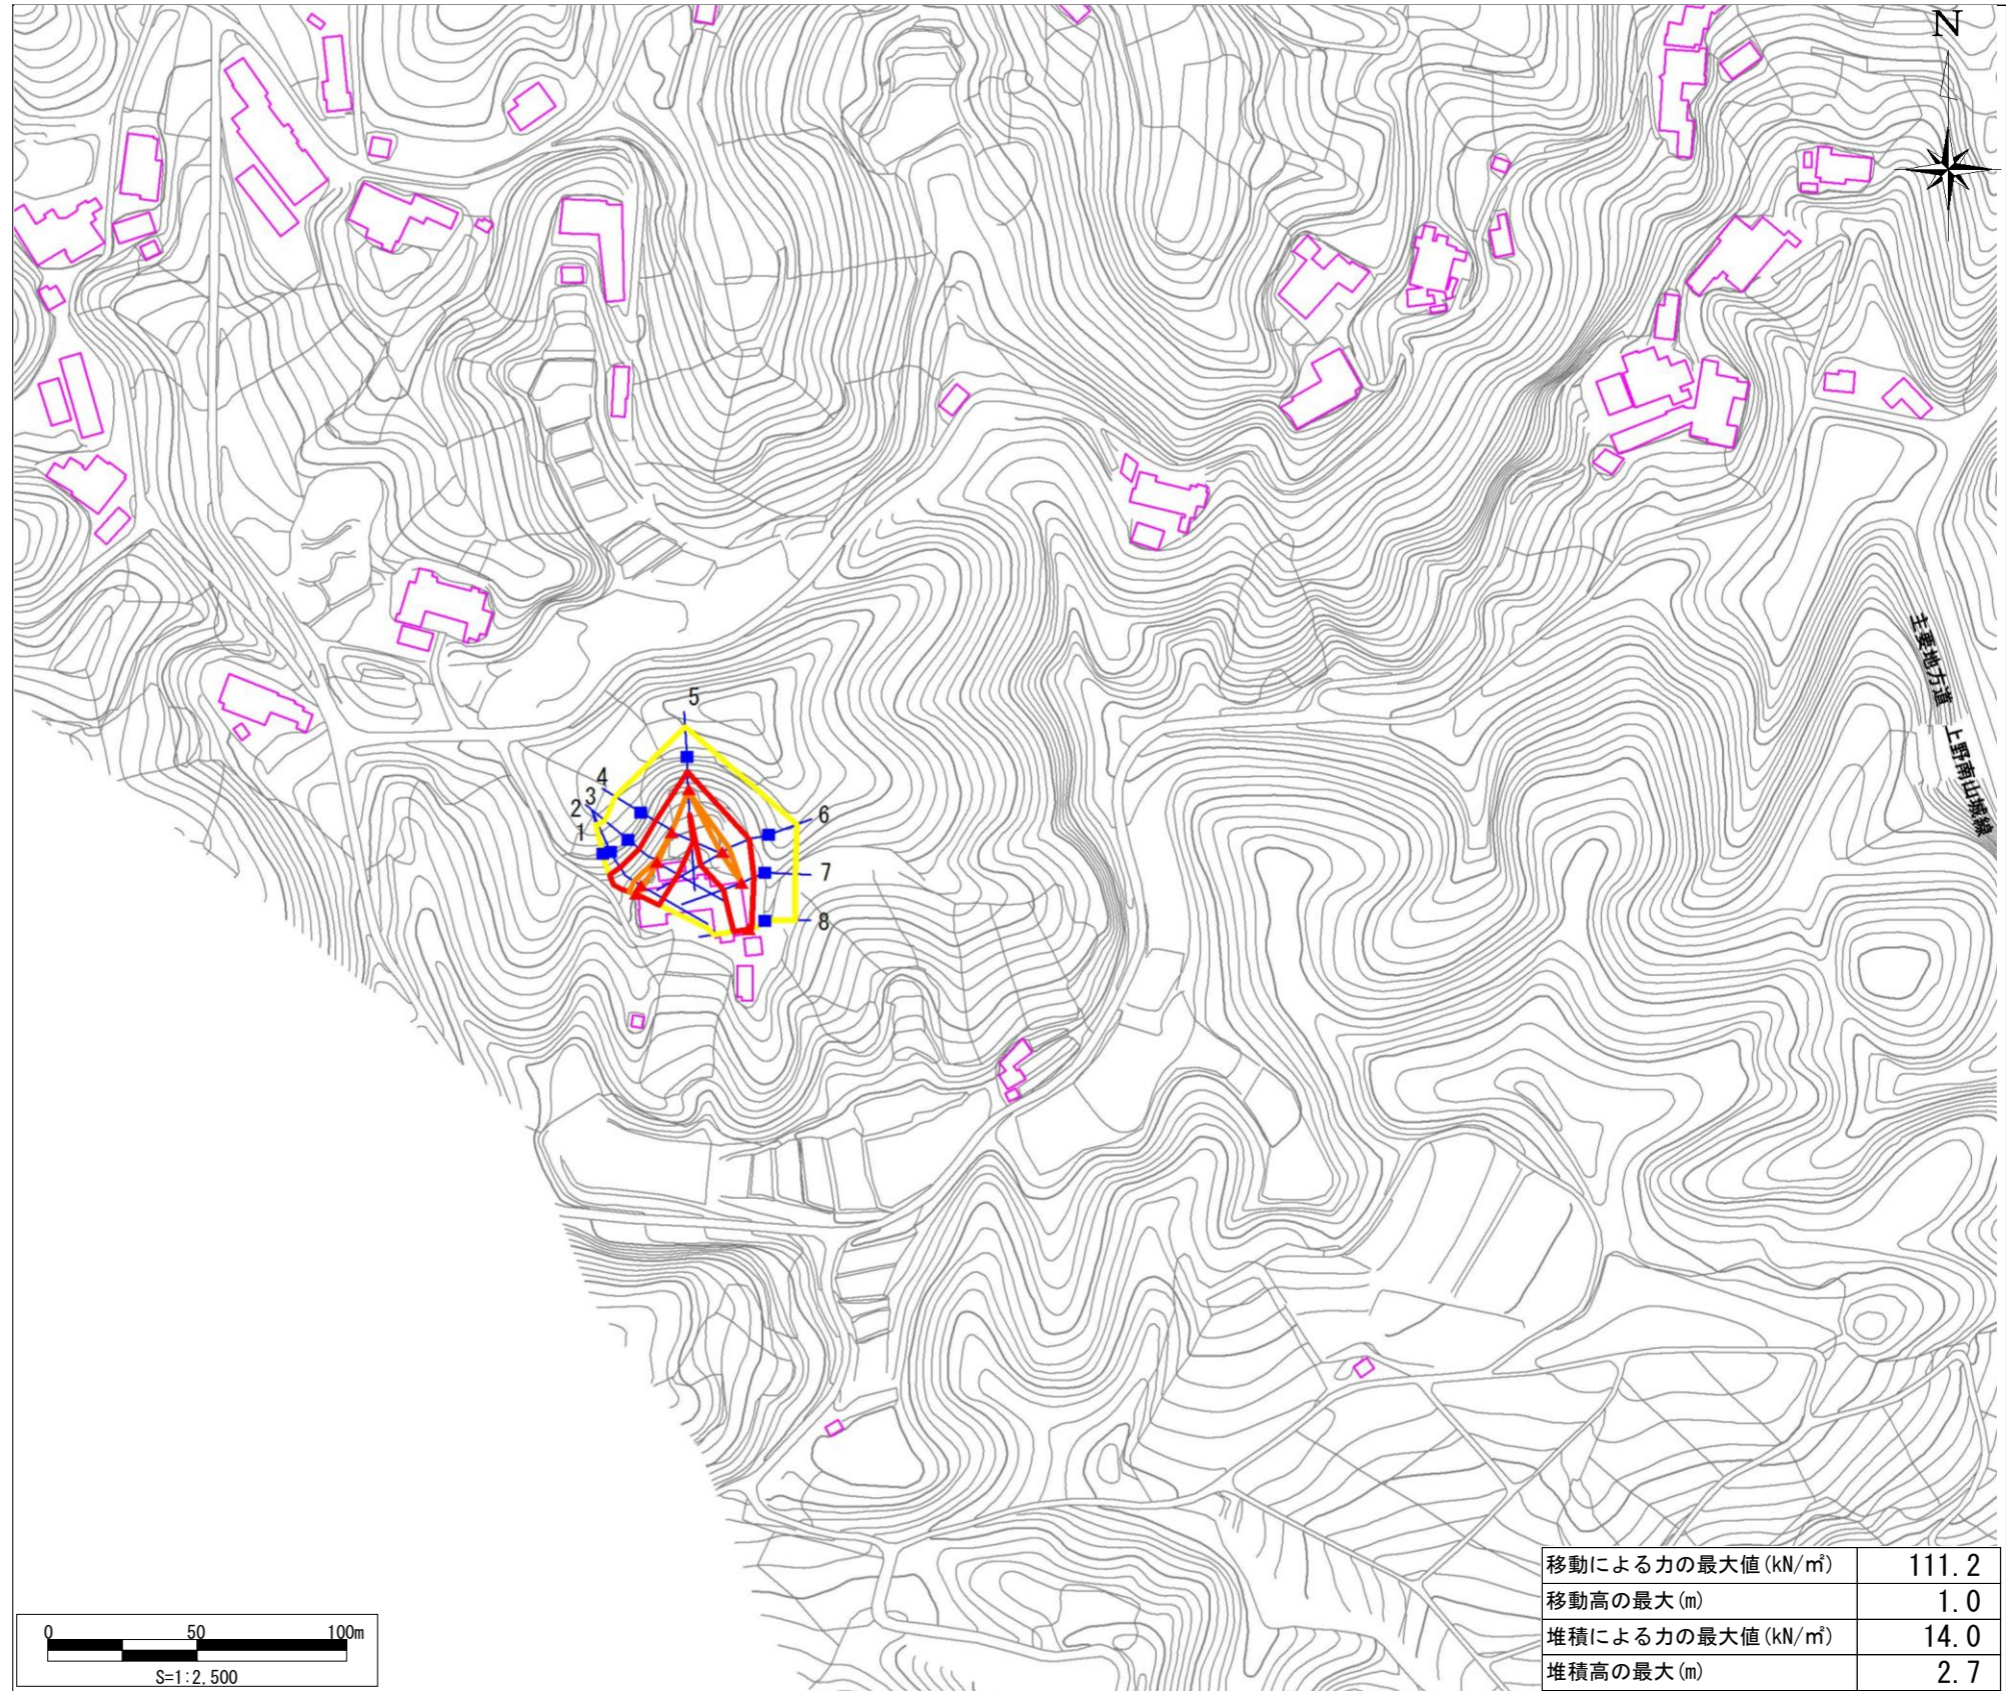 N
主要地方道 上野南山城線
5
4
3
2
1
6
7
8
移動による力の最大値(kN/㎡) 111.2
移動高の最大(m) 1.0
堆積による力の最大値(kN/㎡) 14.0
堆積高の最大(m) 2.7
0 50 100m
S=1:2,500